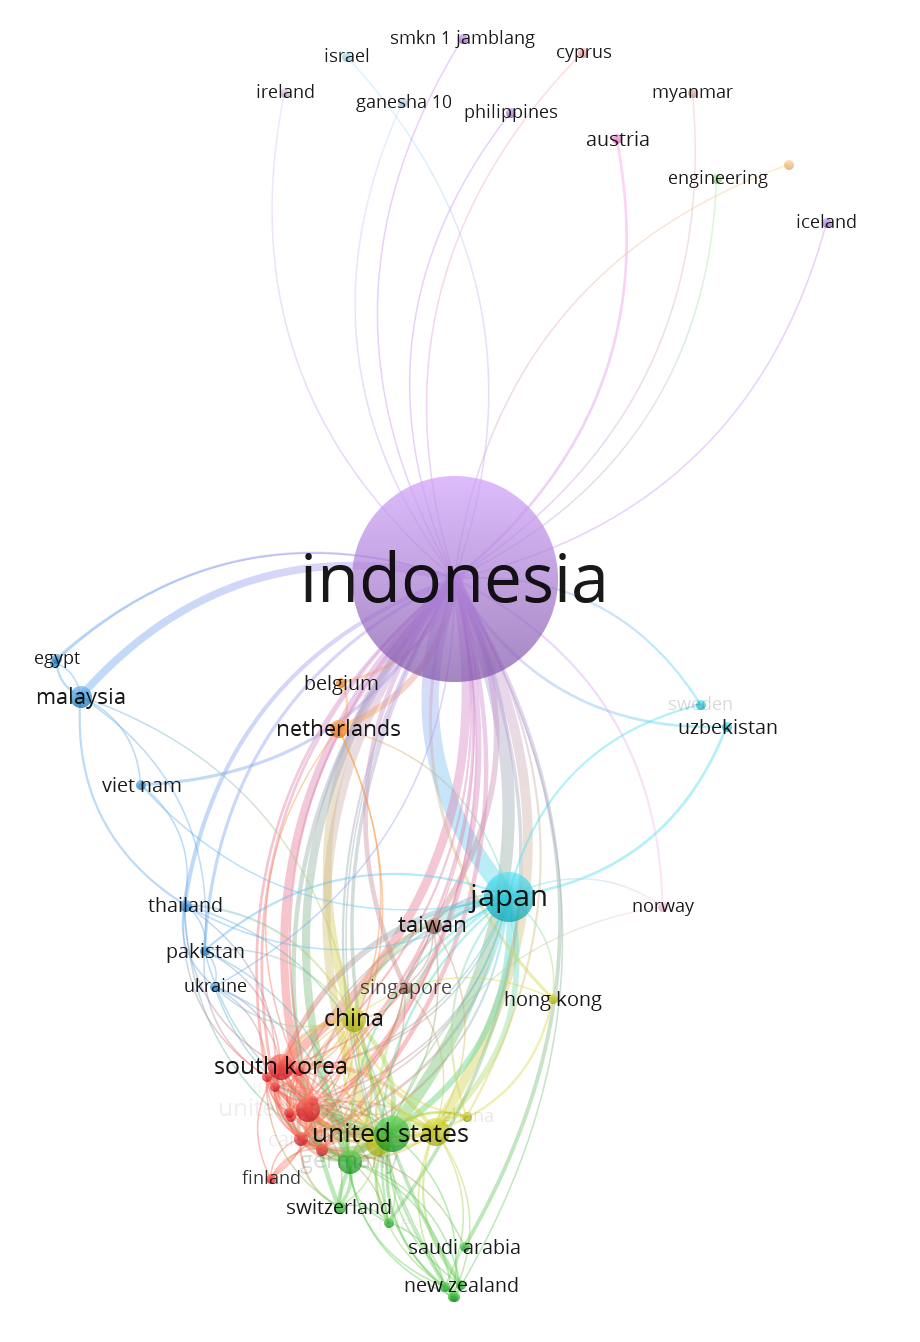 smkn 1 jamblang
israel
cyprus
ireland
ganesha 10
myanmar
philippines
austria
engineering
iceland
indonesia
egypt
belgium
malaysia
sweden
netherlands
uzbekistan
viet nam
japan
thailand
norway
taiwan
pakistan
ukraine
singapore
hong kong
china
south korea
united
united states
germany
finland
switzerland
saudi arabia
new zealand